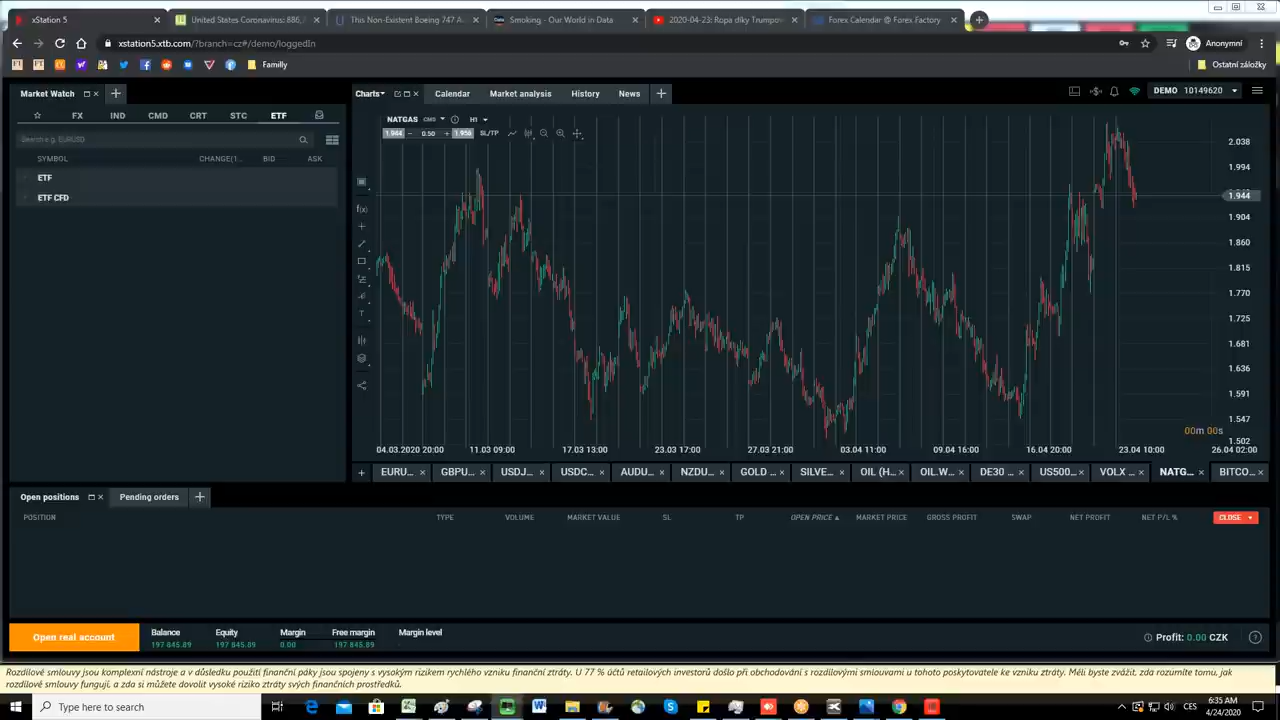 xStation 5
United States Coronavirus: 886,
This Non-Existent Boeing 747 A
Smoking - Our World in Data
2020-04-23: Ropa díky Trumpov
Forex Calendar @ Forex Factory
xstation5.xtb.com/?branch=cz#/demo/loggedIn
Anonymní
Familly
Ostatní záložky
Market Watch
Charts
Calendar
Market analysis
History
News
DEMO 10149620
FX IND CMD CRT STC ETF
Search e.g. EURUSD
SYMBOL CHANGE(1... BID ASK
ETF
ETF CFD
NATGAS CMD H1
1.944 0.50 1.956 SL/TP
2.038
1.994
1.944
1.904
1.860
1.815
1.770
1.725
1.681
1.636
1.591
1.547
1.502
00m 00s
04.03.2020 20:00 11.03 09:00 17.03 13:00 23.03 17:00 27.03 21:00 03.04 11:00 09.04 16:00 16.04 20:00 23.04 10:00 26.04 02:00
EURU... GBPU... USDJ... USDC... AUDU... NZDU... GOLD ... SILVE... OIL (H... OIL.W... DE30 ... US500... VOLX ... NATG... BITCO...
Open positions
Pending orders
POSITION TYPE VOLUME MARKET VALUE SL TP OPEN PRICE MARKET PRICE GROSS PROFIT SWAP NET PROFIT NET P/L % CLOSE
Open real account
Balance Equity Margin Free margin Margin level
197 845.89 197 845.89 0.00 197 845.89
Profit: 0.00 CZK
Rozdílové smlouvy jsou komplexní nástroje a v důsledku použití finanční páky jsou spojeny s vysokým rizikem rychlého vzniku finanční ztráty. U 77 % účtů retailových investorů došlo při obchodování s rozdílovými smlouvami u tohoto poskytovatele ke vzniku ztráty. Měli byste zvážit, zda rozumíte tomu, jak
rozdílové smlouvy fungují, a zda si můžete dovolit vysoké riziko ztráty svých finančních prostředků.
Type here to search
CES
6:35 AM
4/24/2020